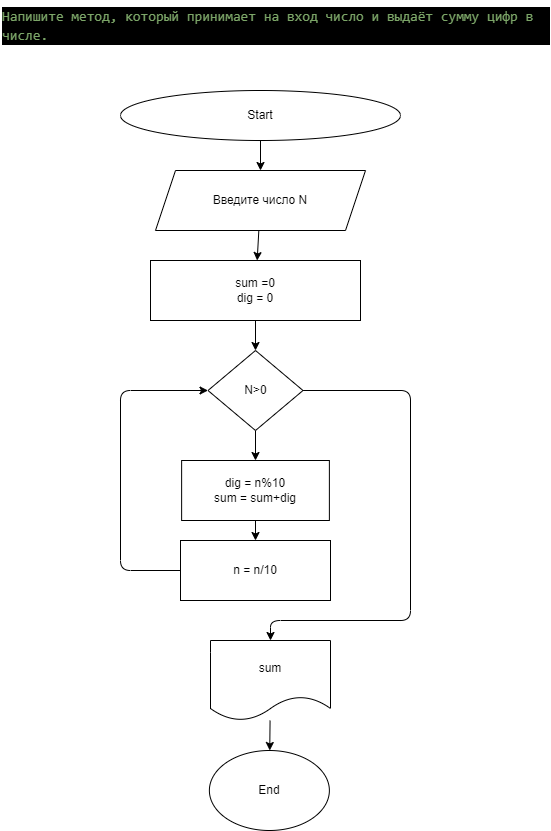 Напишите метод, который принимает на вход число и выдаёт сумму цифр в
числе.
Start
Введите число N
sum =0
dig = 0
N>0
dig = n%10
sum = sum+dig
n = n/10
sum
End